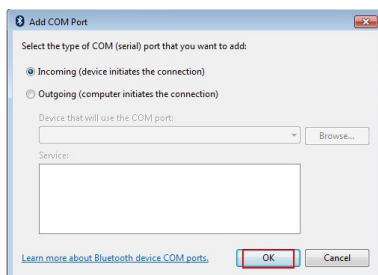 Add COM Port
Select the type of COM (serial) port that you want to add:
Incoming (device initiates the connection)
Outgoing (computer initiates the connection)
Device that will use the COM port:
Browse...
Service:
Learn more about Bluetooth device COM ports.
OK Cancel